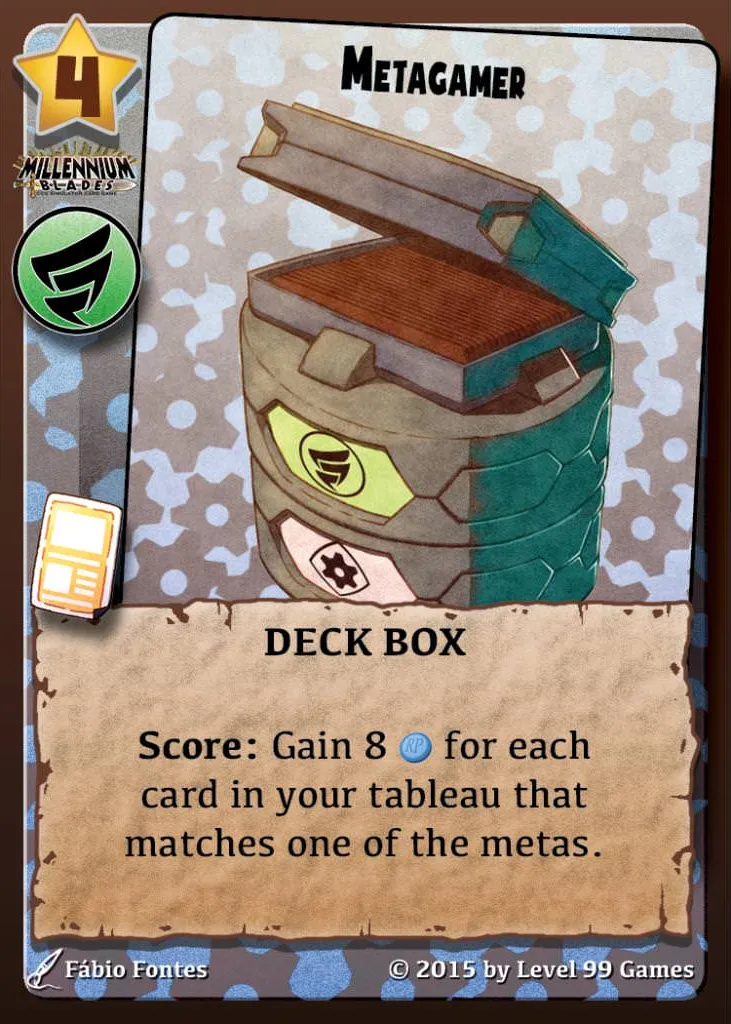 4
METAGAMER
MILLENNIUM
BLADES
DECK BOX
Score: Gain 8 RP for each
card in your tableau that
matches one of the metas.
Fábio Fontes
© 2015 by Level 99 Games